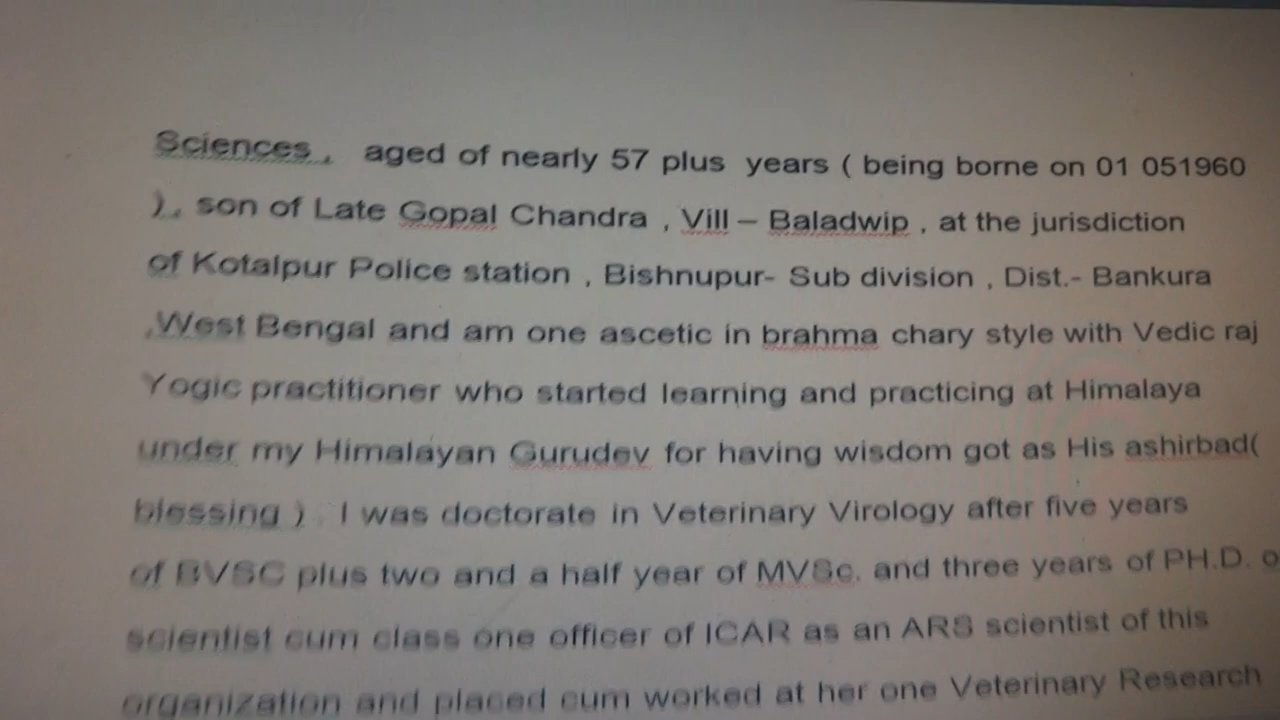 Sciences , aged of nearly 57 plus years ( being borne on 01 051960
), son of Late Gopal Chandra , Vill – Baladwip , at the jurisdiction
of Kotalpur Police station , Bishnupur- Sub division , Dist.- Bankura
,West Bengal and am one ascetic in brahma chary style with Vedic raj
Yogic practitioner who started learning and practicing at Himalaya
under my Himalayan Gurudev for having wisdom got as His ashirbad(
blessing ) I was doctorate in Veterinary Virology after five years
of BVSC plus two and a half year of MVSc. and three years of PH.D.
scientist cum class one officer of ICAR as an ARS scientist of this
organization and placed cum worked at her one Veterinary Research